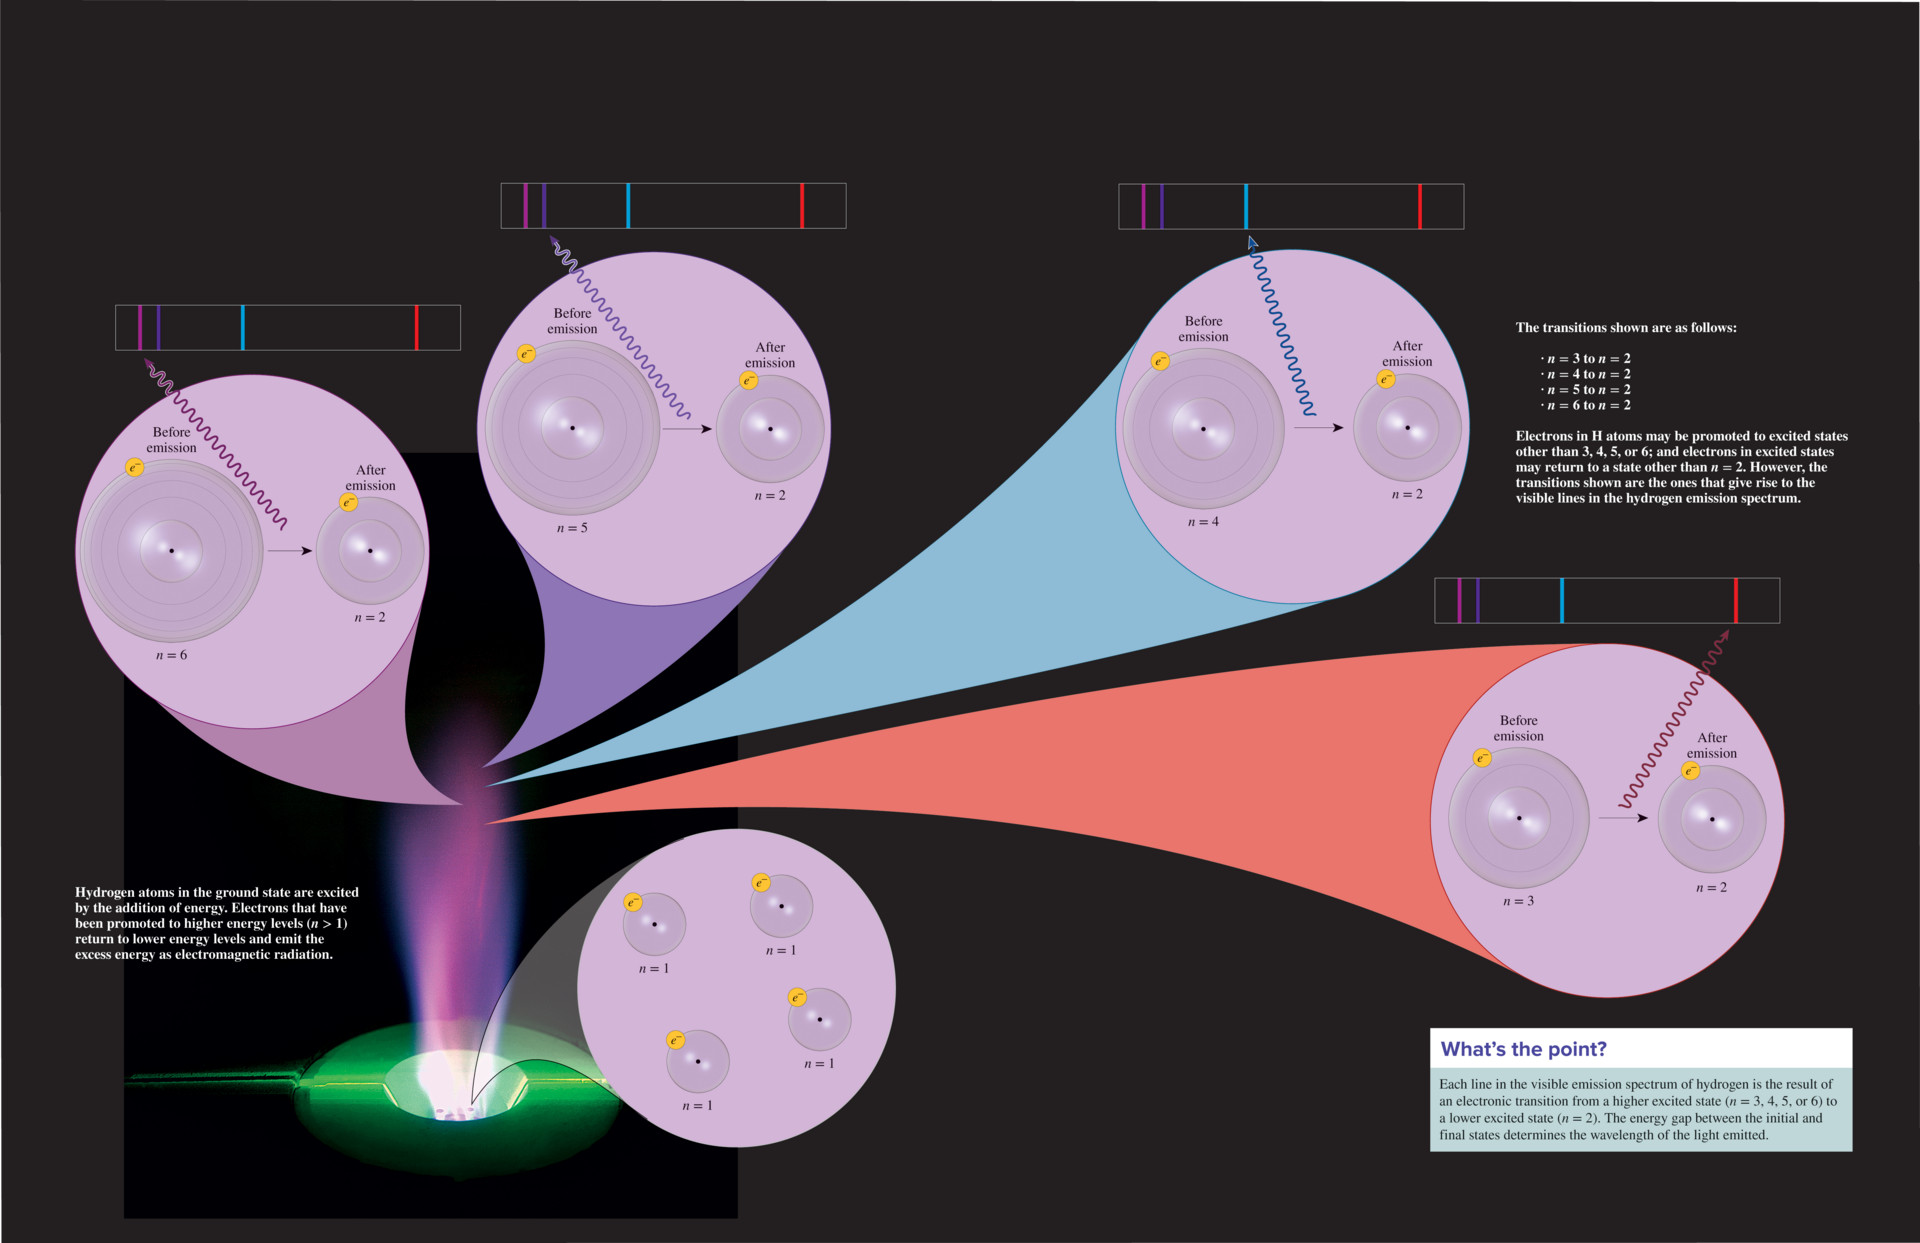 Before
emission
e⁻
After
emission
e⁻
n = 6
n = 2
Before
emission
e⁻
After
emission
e⁻
n = 5
n = 2
Before
emission
e⁻
After
emission
e⁻
n = 4
n = 2
The transitions shown are as follows:
· n = 3 to n = 2
· n = 4 to n = 2
· n = 5 to n = 2
· n = 6 to n = 2
Electrons in H atoms may be promoted to excited states
other than 3, 4, 5, or 6; and electrons in excited states
may return to a state other than n = 2. However, the
transitions shown are the ones that give rise to the
visible lines in the hydrogen emission spectrum.
Before
emission
e⁻
After
emission
e⁻
n = 3
n = 2
Hydrogen atoms in the ground state are excited
by the addition of energy. Electrons that have
been promoted to higher energy levels (n > 1)
return to lower energy levels and emit the
excess energy as electromagnetic radiation.
e⁻
n = 1
e⁻
n = 1
e⁻
n = 1
e⁻
n = 1
What's the point?
Each line in the visible emission spectrum of hydrogen is the result of
an electronic transition from a higher excited state (n = 3, 4, 5, or 6) to
a lower excited state (n = 2). The energy gap between the initial and
final states determines the wavelength of the light emitted.